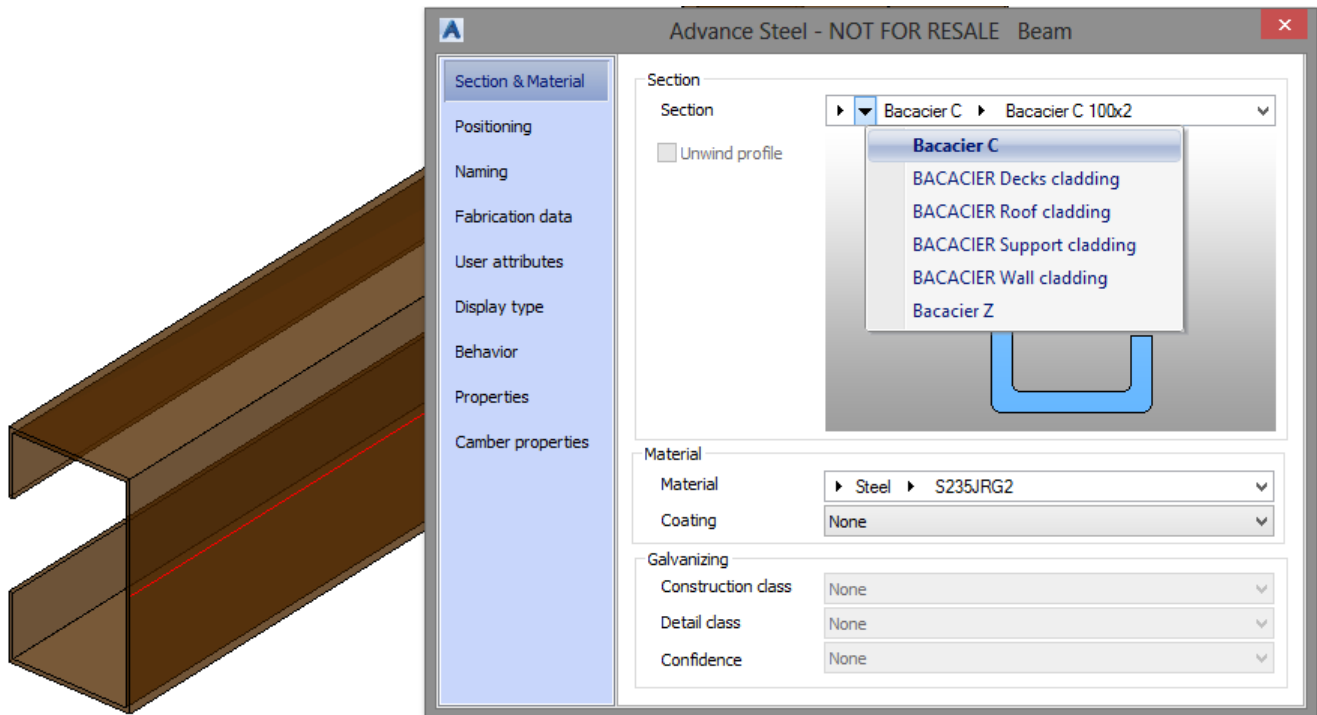 Advance Steel - NOT FOR RESALE Beam
Section & Material
Positioning
Naming
Fabrication data
User attributes
Display type
Behavior
Properties
Camber properties
Section
Section
Bacacier C
Bacacier C 100x2
Unwind profile
Bacacier C
BACACIER Decks cladding
BACACIER Roof cladding
BACACIER Support cladding
BACACIER Wall cladding
Bacacier Z
Material
Material
Steel
S235JRG2
Coating
None
Galvanizing
Construction class
None
Detail class
None
Confidence
None